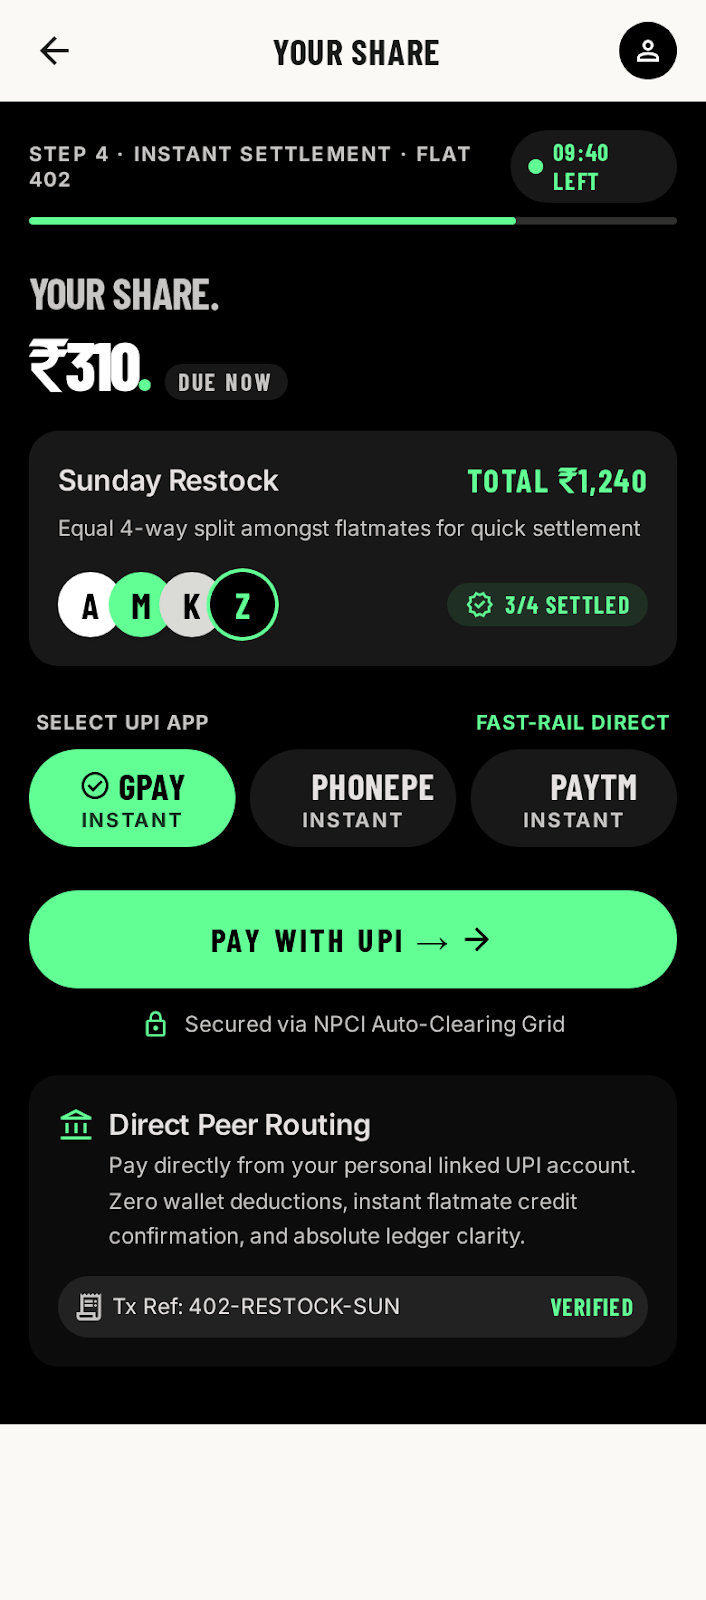 YOUR SHARE
STEP 4 · INSTANT SETTLEMENT · FLAT
402
09:40
LEFT
YOUR SHARE.
₹310.
DUE NOW
Sunday Restock
TOTAL ₹1,240
Equal 4-way split amongst flatmates for quick settlement
A M K Z
3/4 SETTLED
SELECT UPI APP
FAST-RAIL DIRECT
GPAY
INSTANT
PHONEPE
INSTANT
PAYTM
INSTANT
PAY WITH UPI → →
Secured via NPCI Auto-Clearing Grid
Direct Peer Routing
Pay directly from your personal linked UPI account.
Zero wallet deductions, instant flatmate credit
confirmation, and absolute ledger clarity.
Tx Ref: 402-RESTOCK-SUN
VERIFIED